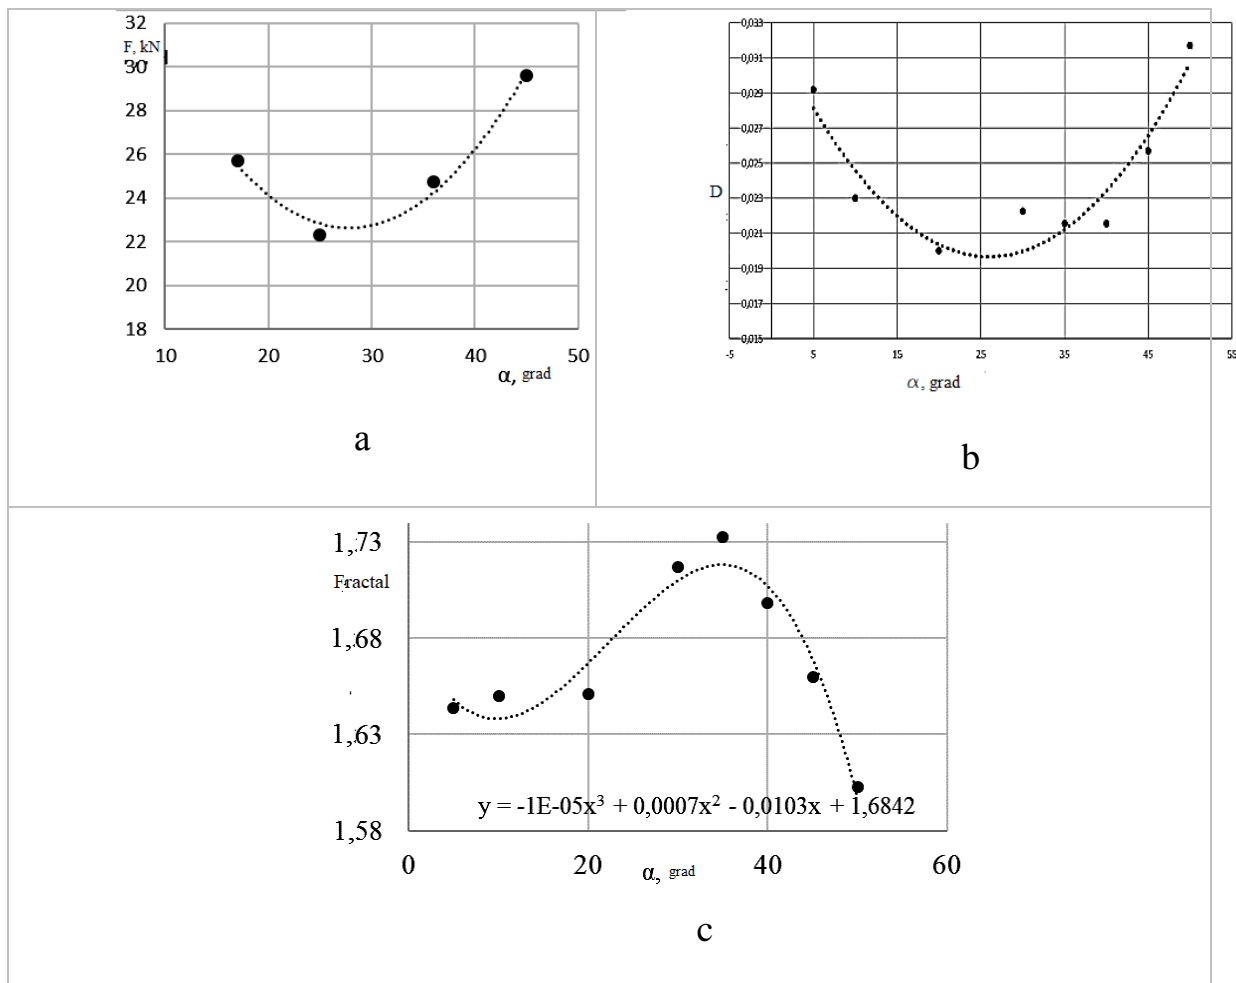 32
F, kN
30
28
26
24
22
20
18
10 20 30 40 50
α, grad
a
0,033
0,031
0,029
0,027
0,025
D
0,023
0,021
0,019
0,017
0,015
-5 5 15 25 35 45 55
α, grad
b
1,73
Fractal
1,68
1,63
y = -1E-05x³ + 0,0007x² - 0,0103x + 1,6842
1,58
0 20 40 60
α, grad
c